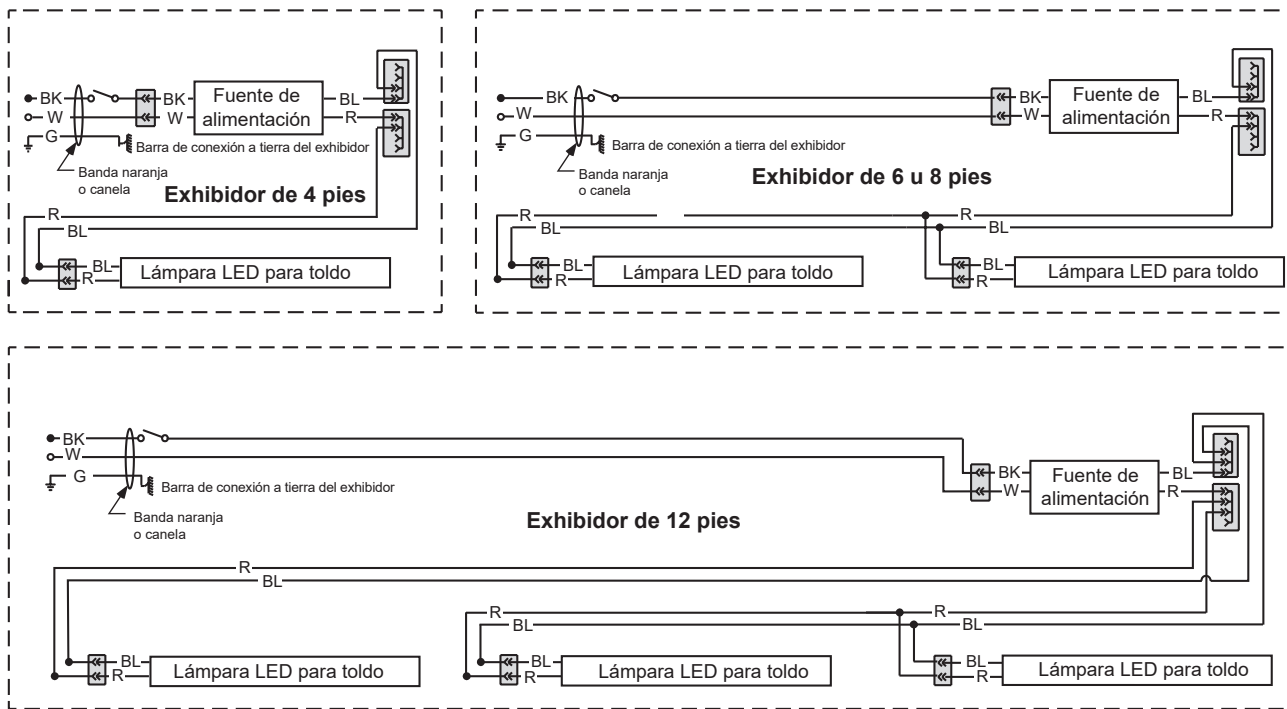 BK
BK
Fuente de
alimentación
BL
W
W
R
G
Barra de conexión a tierra del exhibidor
Banda naranja
o canela
Exhibidor de 4 pies
R
BL
BL
R
Lámpara LED para toldo
BK
BK
Fuente de
alimentación
BL
W
W
R
G
Barra de conexión a tierra del exhibidor
Banda naranja
o canela
Exhibidor de 6 u 8 pies
R
R
BL
BL
BL
R
Lámpara LED para toldo
BL
R
Lámpara LED para toldo
BK
W
G
Barra de conexión a tierra del exhibidor
Banda naranja
o canela
BK
Fuente de
alimentación
BL
W
R
Exhibidor de 12 pies
R
BL
R
R
BL
BL
BL
R
Lámpara LED para toldo
BL
R
Lámpara LED para toldo
BL
R
Lámpara LED para toldo